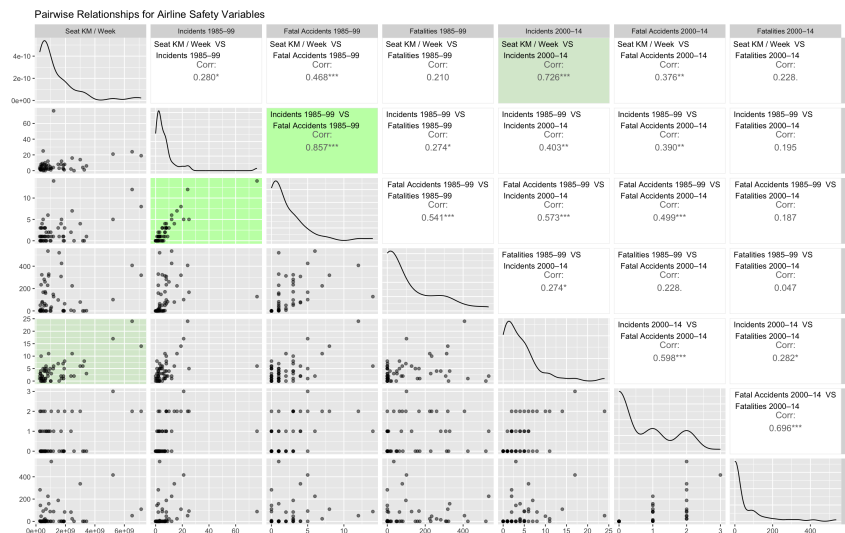 Pairwise Relationships for Airline Safety Variables
Seat KM / Week
Incidents 1985–99
Fatal Accidents 1985–99
Fatalities 1985–99
Incidents 2000–14
Fatal Accidents 2000–14
Fatalities 2000–14
4e-10
2e-10
0e+00
Seat KM / Week VS
Incidents 1985–99
Corr:
0.280*
Seat KM / Week VS
Fatal Accidents 1985–99
Corr:
0.468***
Seat KM / Week VS
Fatalities 1985–99
Corr:
0.210
Seat KM / Week VS
Incidents 2000–14
Corr:
0.726***
Seat KM / Week VS
Fatal Accidents 2000–14
Corr:
0.376**
Seat KM / Week VS
Fatalities 2000–14
Corr:
0.228.
60
40
20
0
Incidents 1985–99 VS
Fatal Accidents 1985–99
Corr:
0.857***
Incidents 1985–99 VS
Fatalities 1985–99
Corr:
0.274*
Incidents 1985–99 VS
Incidents 2000–14
Corr:
0.403**
Incidents 1985–99 VS
Fatal Accidents 2000–14
Corr:
0.390**
Incidents 1985–99 VS
Fatalities 2000–14
Corr:
0.195
10
5
0
Fatal Accidents 1985–99 VS
Fatalities 1985–99
Corr:
0.541***
Fatal Accidents 1985–99 VS
Incidents 2000–14
Corr:
0.573***
Fatal Accidents 1985–99 VS
Fatal Accidents 2000–14
Corr:
0.499***
Fatal Accidents 1985–99 VS
Fatalities 2000–14
Corr:
0.187
400
200
0
Fatalities 1985–99 VS
Incidents 2000–14
Corr:
0.274*
Fatalities 1985–99 VS
Fatal Accidents 2000–14
Corr:
0.228.
Fatalities 1985–99 VS
Fatalities 2000–14
Corr:
0.047
25
20
15
10
5
0
Incidents 2000–14 VS
Fatal Accidents 2000–14
Corr:
0.598***
Incidents 2000–14 VS
Fatalities 2000–14
Corr:
0.282*
3
2
1
0
Fatal Accidents 2000–14 VS
Fatalities 2000–14
Corr:
0.696***
400
200
0
0e+00 2e+09 4e+09 6e+09
0 20 40 60
0 5 10
0 200 400
0 5 10 15 20 25
0 1 2 3
0 200 400